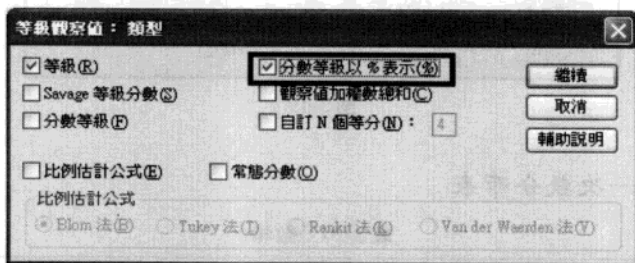 等級觀察值：類型
等級(R) 分數等級以 % 表示(%)
Savage 等級分數(S) 觀察值加權數總和(C)
分數等級(F) 自訂 N 個等分(N)： 4
比例估計公式(E) 常態分數(O)
比例估計公式
Blom 法(B) Tukey 法(T) Rankit 法(K) Van der Waerden 法(V)
繼續
取消
輔助說明